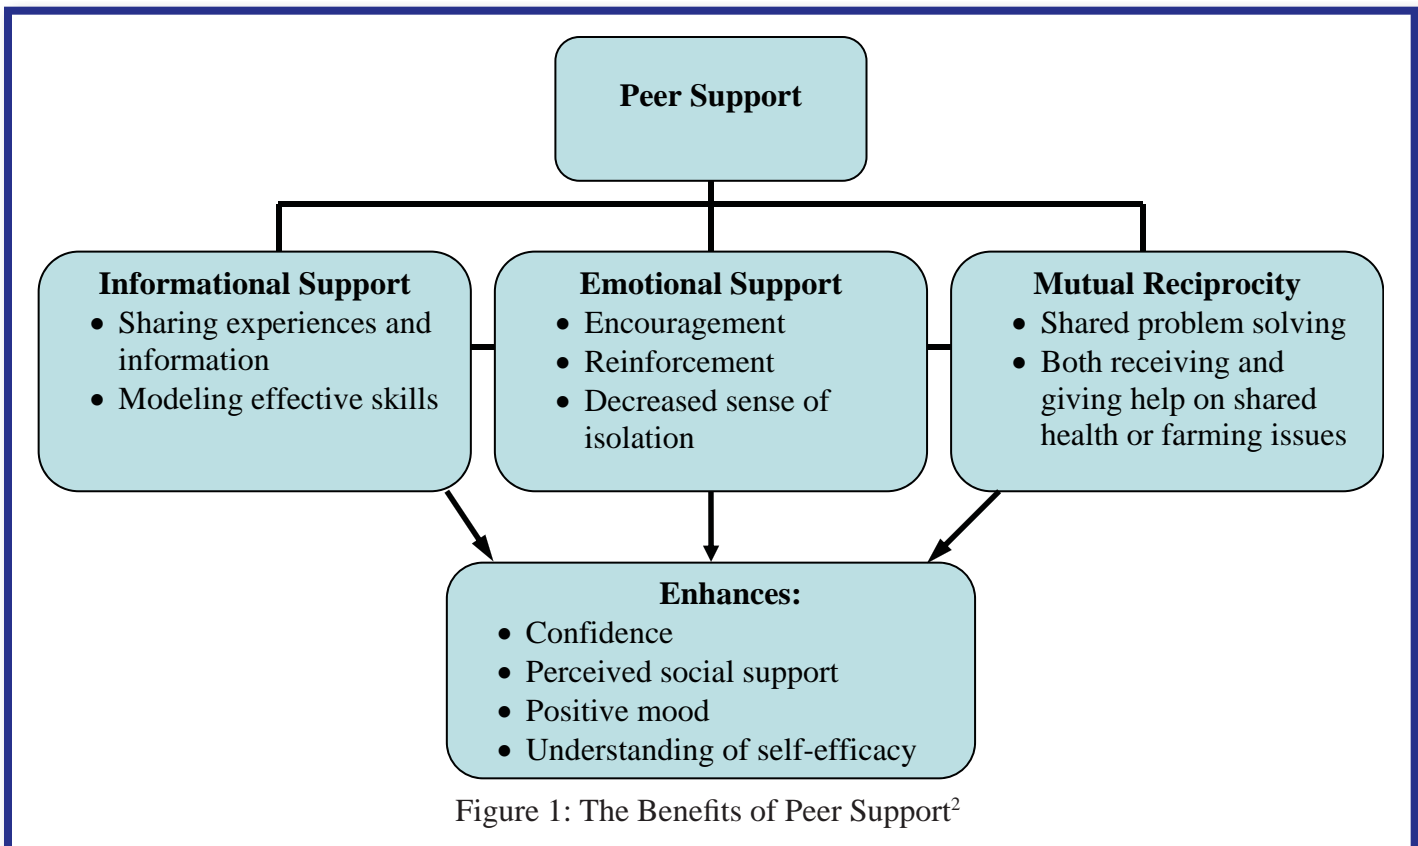 Peer Support
Informational Support
• Sharing experiences and
information
• Modeling effective skills
Emotional Support
• Encouragement
• Reinforcement
• Decreased sense of
isolation
Mutual Reciprocity
• Shared problem solving
• Both receiving and
giving help on shared
health or farming issues
Enhances:
• Confidence
• Perceived social support
• Positive mood
• Understanding of self-efficacy
Figure 1: The Benefits of Peer Support²